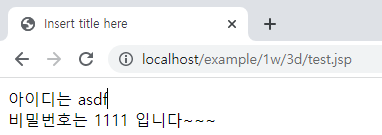 Insert title here
localhost/example/1w/3d/test.jsp
아이디는 asdf
비밀번호는 1111 입니다~~~